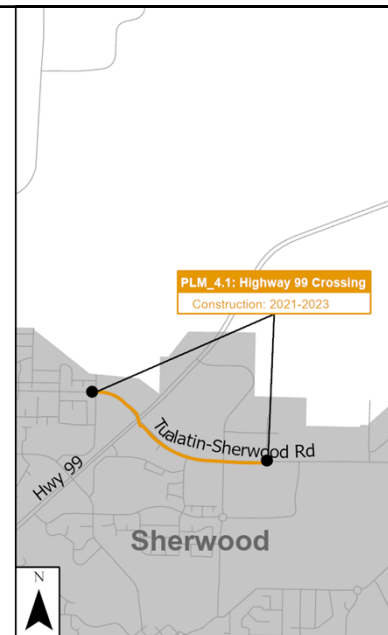 PLM_4.1: Highway 99 Crossing
Construction: 2021-2023
Tualatin-Sherwood Rd
Hwy 99
Sherwood
N